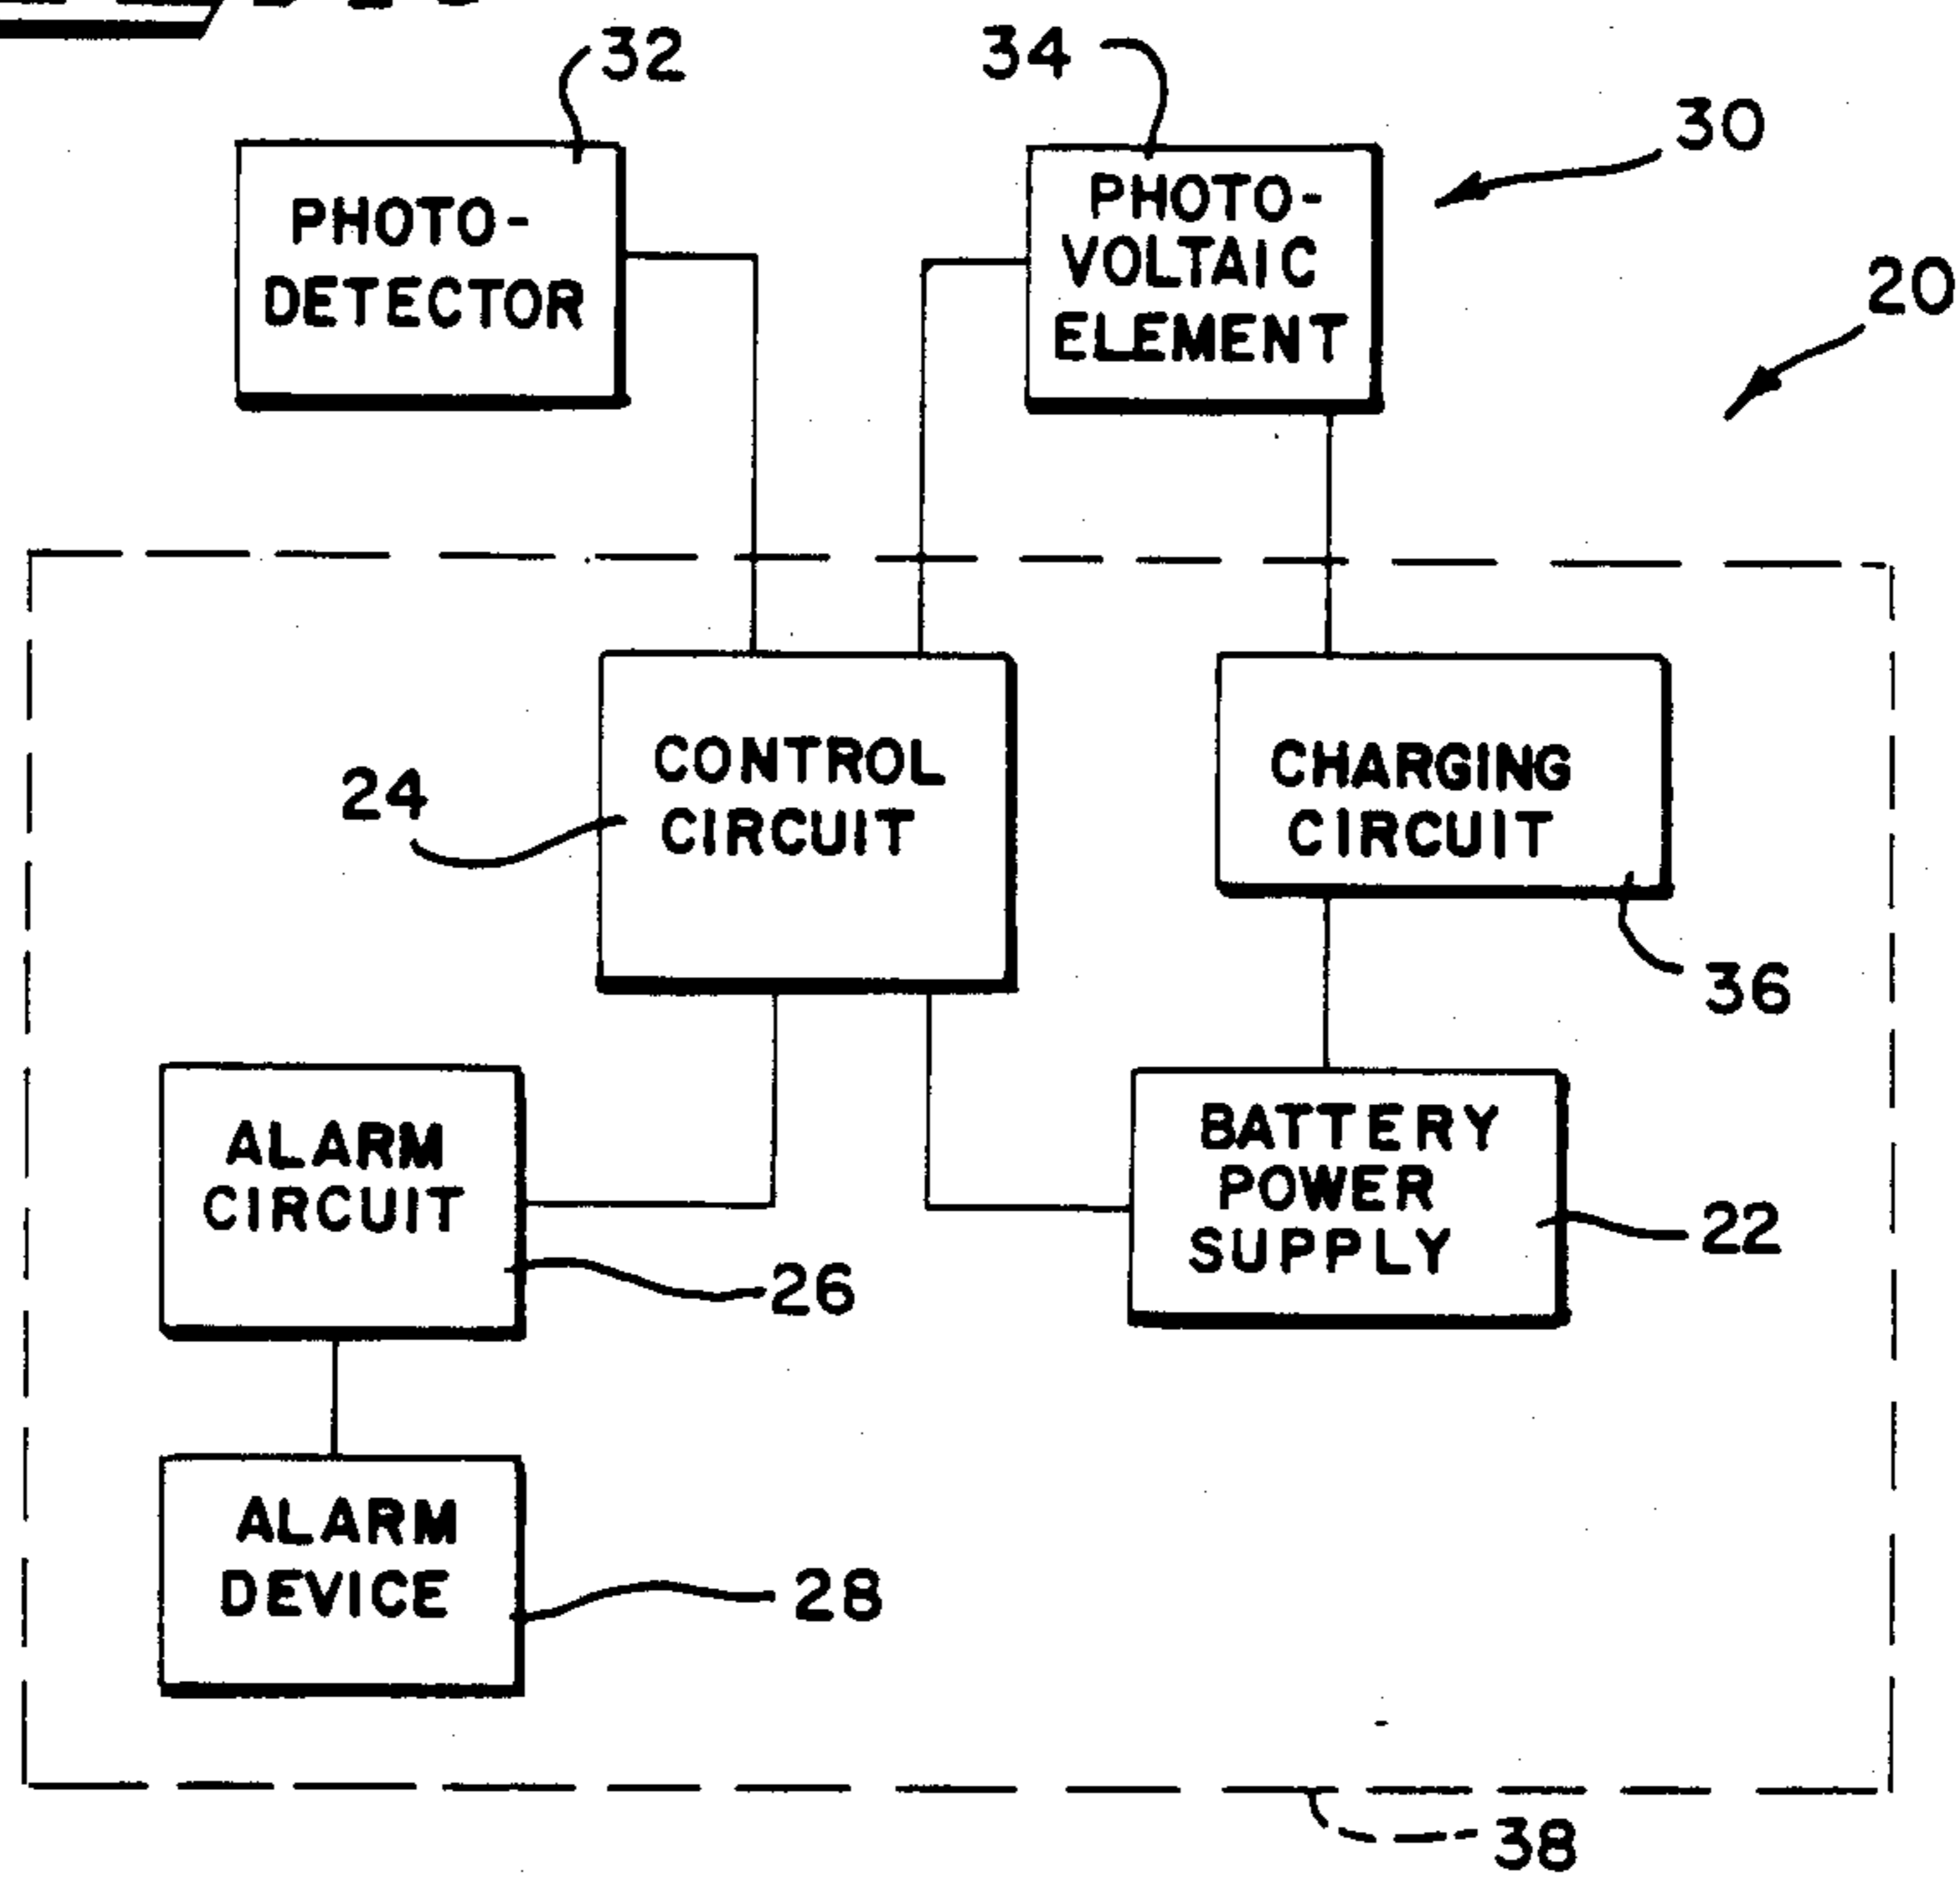 32
34
30
PHOTO-
DETECTOR
PHOTO-
VOLTAIC
ELEMENT
20
CONTROL
CIRCUIT
24
CHARGING
CIRCUIT
36
ALARM
CIRCUIT
26
BATTERY
POWER
SUPPLY
22
ALARM
DEVICE
28
38